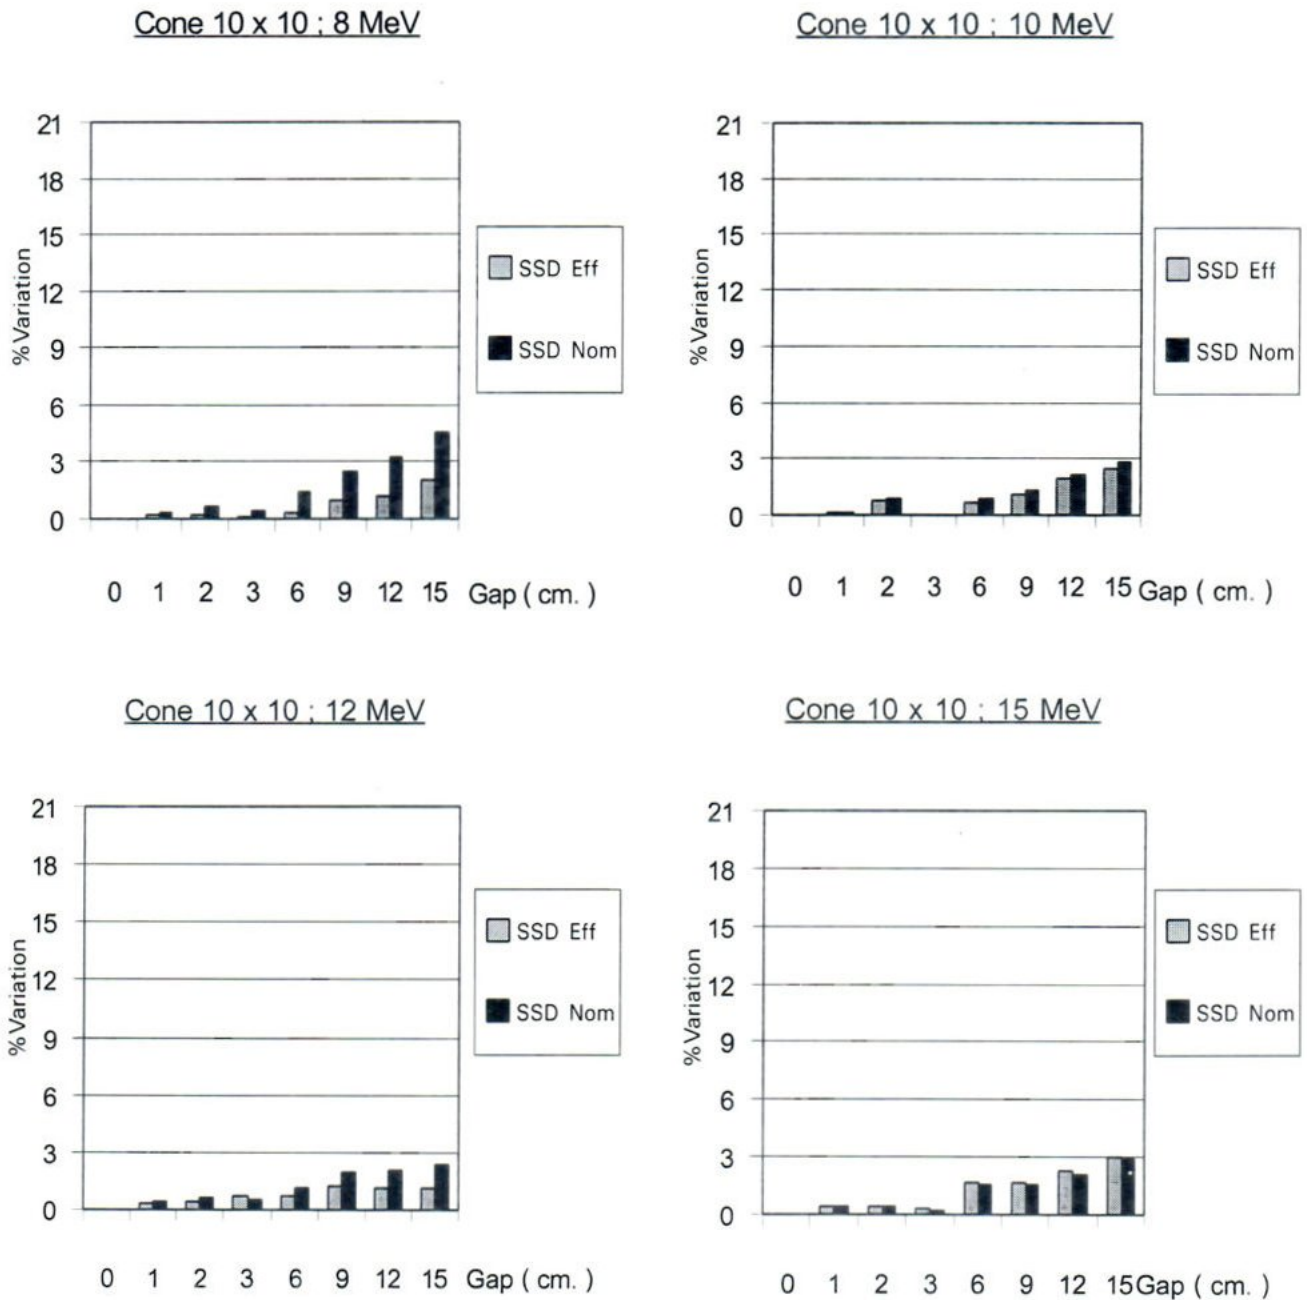 Cone 10 x 10 ; 8 MeV
21
18
15
12
9
6
3
0
% Variation
SSD Eff
SSD Nom
0 1 2 3 6 9 12 15 Gap ( cm. )
Cone 10 x 10 ; 10 MeV
21
18
15
12
9
6
3
0
% Variation
SSD Eff
SSD Nom
0 1 2 3 6 9 12 15 Gap ( cm. )
Cone 10 x 10 ; 12 MeV
21
18
15
12
9
6
3
0
% Variation
SSD Eff
SSD Nom
0 1 2 3 6 9 12 15 Gap ( cm. )
Cone 10 x 10 ; 15 MeV
21
18
15
12
9
6
3
0
% Variation
SSD Eff
SSD Nom
0 1 2 3 6 9 12 15 Gap ( cm. )